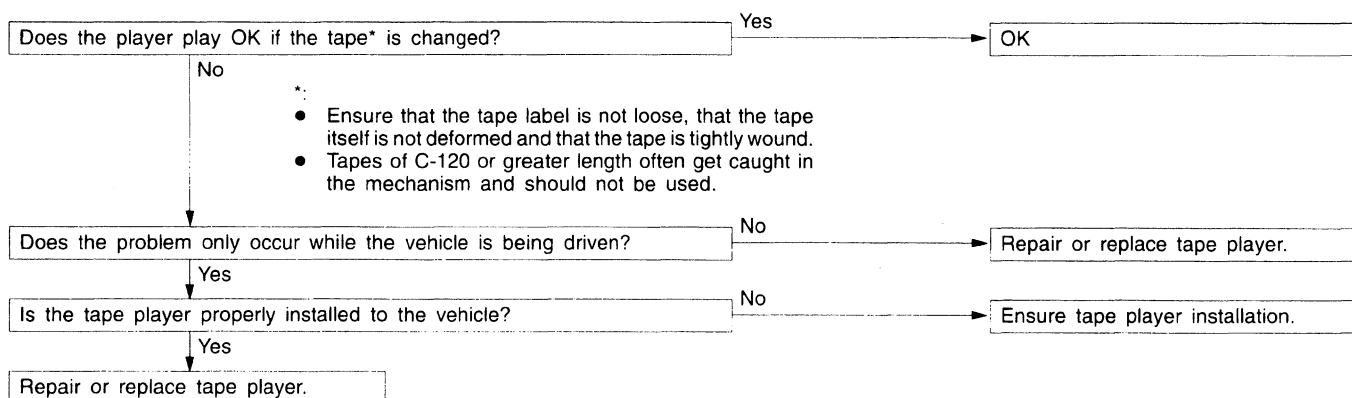 Yes
Does the player play OK if the tape* is changed?
OK
No
*:
● Ensure that the tape label is not loose, that the tape
itself is not deformed and that the tape is tightly wound.
● Tapes of C-120 or greater length often get caught in
the mechanism and should not be used.
No
Does the problem only occur while the vehicle is being driven?
Repair or replace tape player.
Yes
No
Is the tape player properly installed to the vehicle?
Ensure tape player installation.
Yes
Repair or replace tape player.